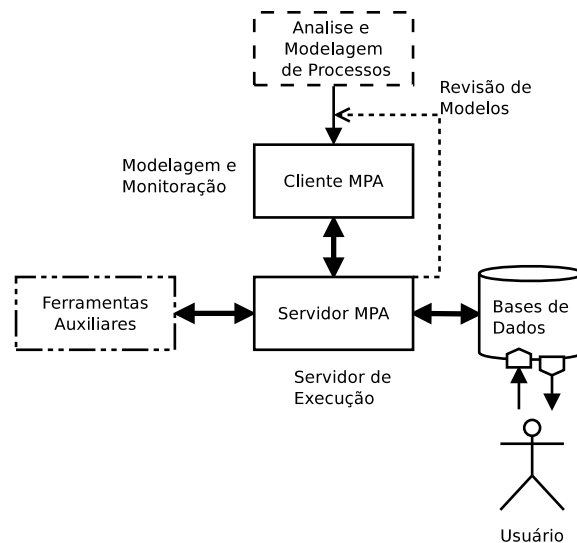 Analise e
Modelagem
de Processos
Revisão de
Modelos
Modelagem e
Monitoração
Cliente MPA
Ferramentas
Auxiliares
Servidor MPA
Bases de
Dados
Servidor de
Execução
Usuário